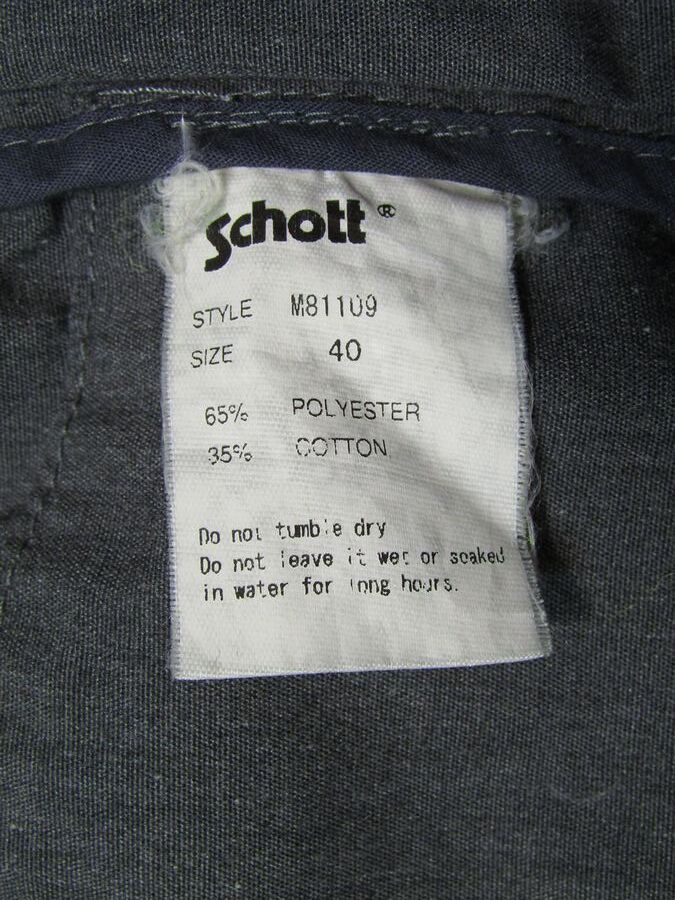 Schott®
STYLE M81109
SIZE 40
65% POLYESTER
35% COTTON
Do not tumble dry
Do not leave it wet or soaked
in water for long hours.